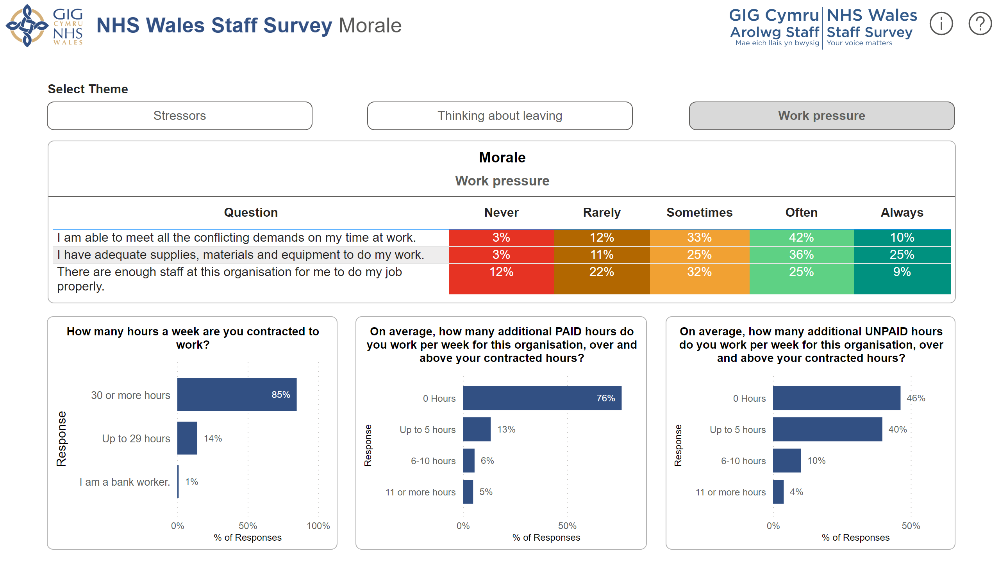 GIG
CYMRU
NHS
WALES
NHS Wales Staff Survey Morale
GIG Cymru NHS Wales
Arolwg Staff Staff Survey
Mae eich llais yn bwysig Your voice matters
i ?
Select Theme
Stressors Thinking about leaving Work pressure
Morale
Work pressure
Question Never Rarely Sometimes Often Always
I am able to meet all the conflicting demands on my time at work. 3% 12% 33% 42% 10%
I have adequate supplies, materials and equipment to do my work. 3% 11% 25% 36% 25%
There are enough staff at this organisation for me to do my job 12% 22% 32% 25% 9%
properly.
How many hours a week are you contracted to
work?
Response
30 or more hours 85%
Up to 29 hours 14%
I am a bank worker. 1%
0% 50% 100%
% of Responses
On average, how many additional PAID hours do
you work per week for this organisation, over and
above your contracted hours?
Response
0 Hours 76%
Up to 5 hours 13%
6-10 hours 6%
11 or more hours 5%
0% 50%
% of Responses
On average, how many additional UNPAID hours
do you work per week for this organisation, over
and above your contracted hours?
Response
0 Hours 46%
Up to 5 hours 40%
6-10 hours 10%
11 or more hours 4%
0% 50%
% of Responses